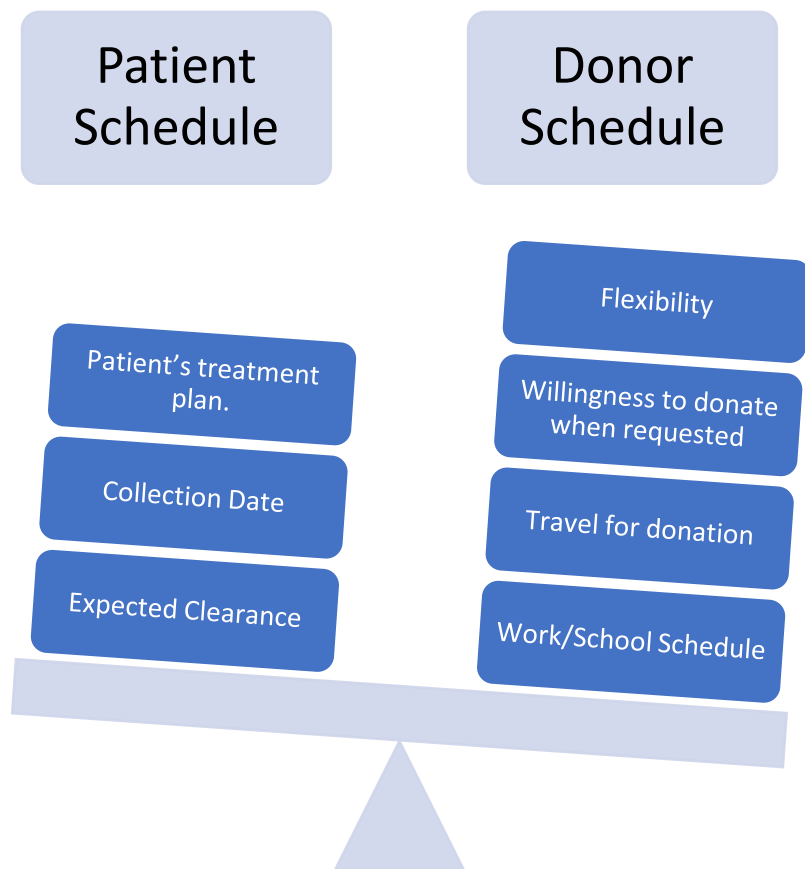 Patient
Schedule
Donor
Schedule
Patient’s treatment
plan.
Collection Date
Expected Clearance
Flexibility
Willingness to donate
when requested
Travel for donation
Work/School Schedule